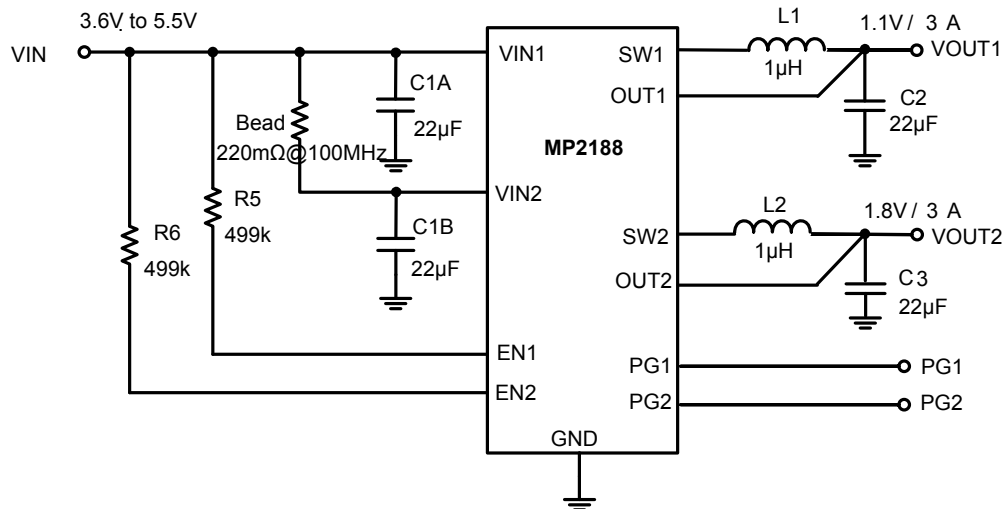 3.6V to 5.5V
VIN
VIN1
SW1
L1
1µH
1.1V / 3 A
VOUT1
OUT1
C1A
22µF
C2
22µF
Bead
220mΩ@100MHz
MP2188
VIN2
R5
499k
R6
499k
C1B
22µF
SW2
L2
1µH
1.8V / 3 A
VOUT2
OUT2
C3
22µF
EN1
EN2
PG1
PG1
PG2
PG2
GND